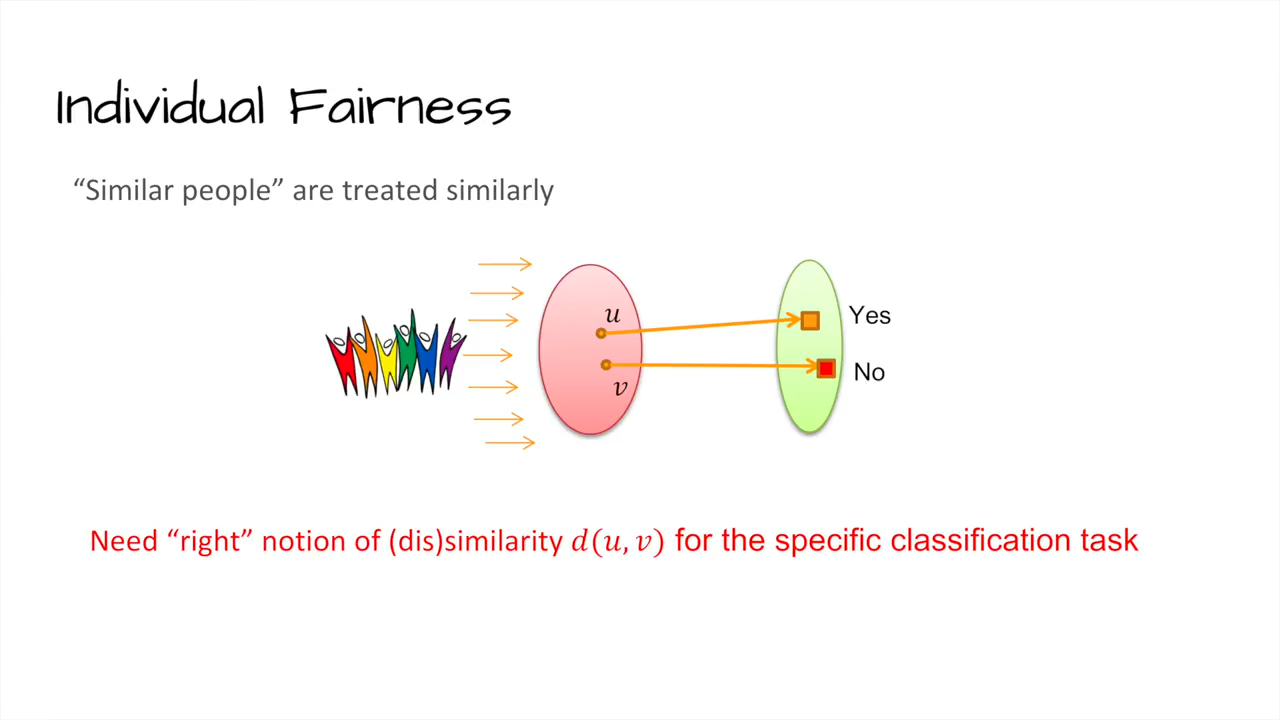 Individual Fairness
“Similar people” are treated similarly
u
Yes
v
No
Need “right” notion of (dis)similarity d(u, v) for the specific classification task